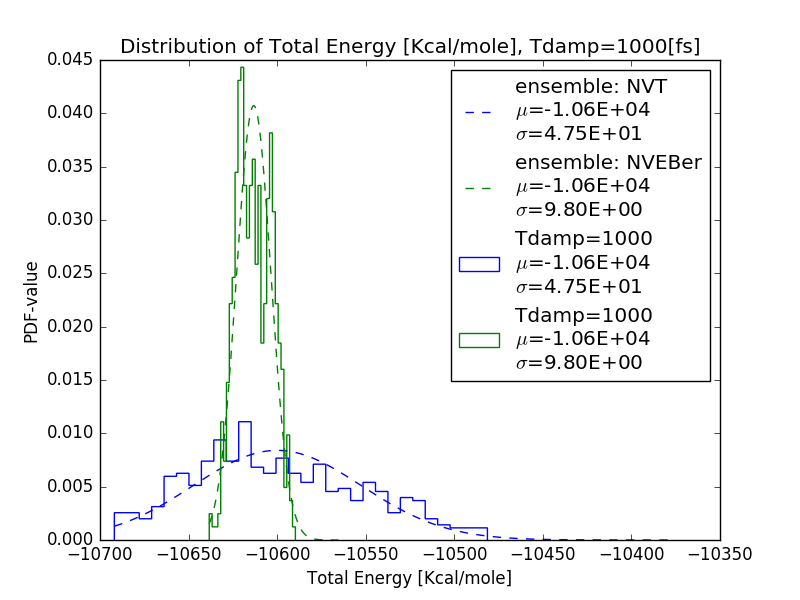 Distribution of Total Energy [Kcal/mole], Tdamp=1000[fs]
0.045
0.040
0.035
0.030
0.025
0.020
0.015
0.010
0.005
0.000
PDF-value
ensemble: NVT
μ=-1.06E+04
σ=4.75E+01
ensemble: NVEBer
μ=-1.06E+04
σ=9.80E+00
Tdamp=1000
μ=-1.06E+04
σ=4.75E+01
Tdamp=1000
μ=-1.06E+04
σ=9.80E+00
−10700 −10650 −10600 −10550 −10500 −10450 −10400 −10350
Total Energy [Kcal/mole]